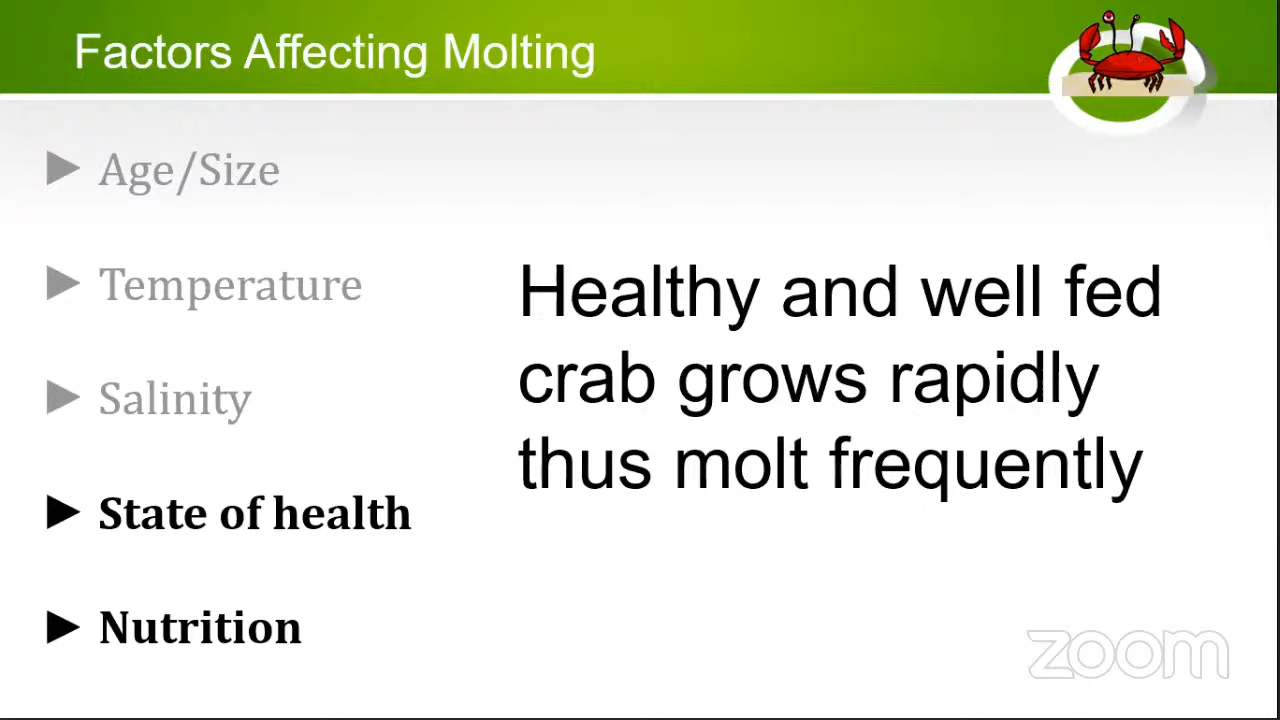 Factors Affecting Molting
Age/Size
Temperature
Salinity
State of health
Nutrition
Healthy and well fed
crab grows rapidly
thus molt frequently
zoom